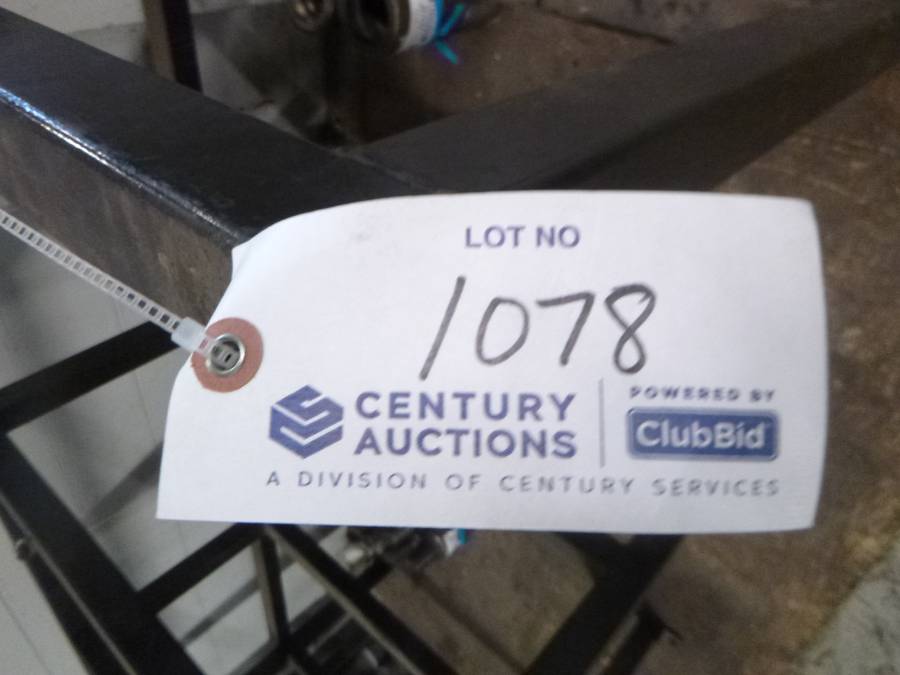 LOT NO
1078
CENTURY AUCTIONS
POWERED BY
ClubBid
A DIVISION OF CENTURY SERVICES